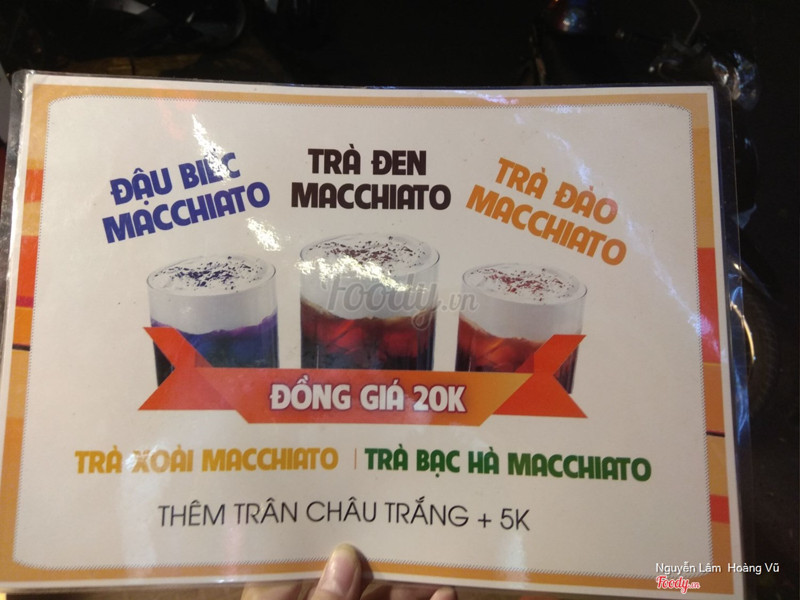 ĐẬU BIẾC
MACCHIATO
TRÀ ĐEN
MACCHIATO
TRÀ ĐÀO
MACCHIATO
Foody.vn
ĐỒNG GIÁ 20K
TRÀ XOÀI MACCHIATO | TRÀ BẠC HÀ MACCHIATO
THÊM TRÂN CHÂU TRẮNG + 5K
Nguyễn Lâm Hoàng Vũ
Foody.vn